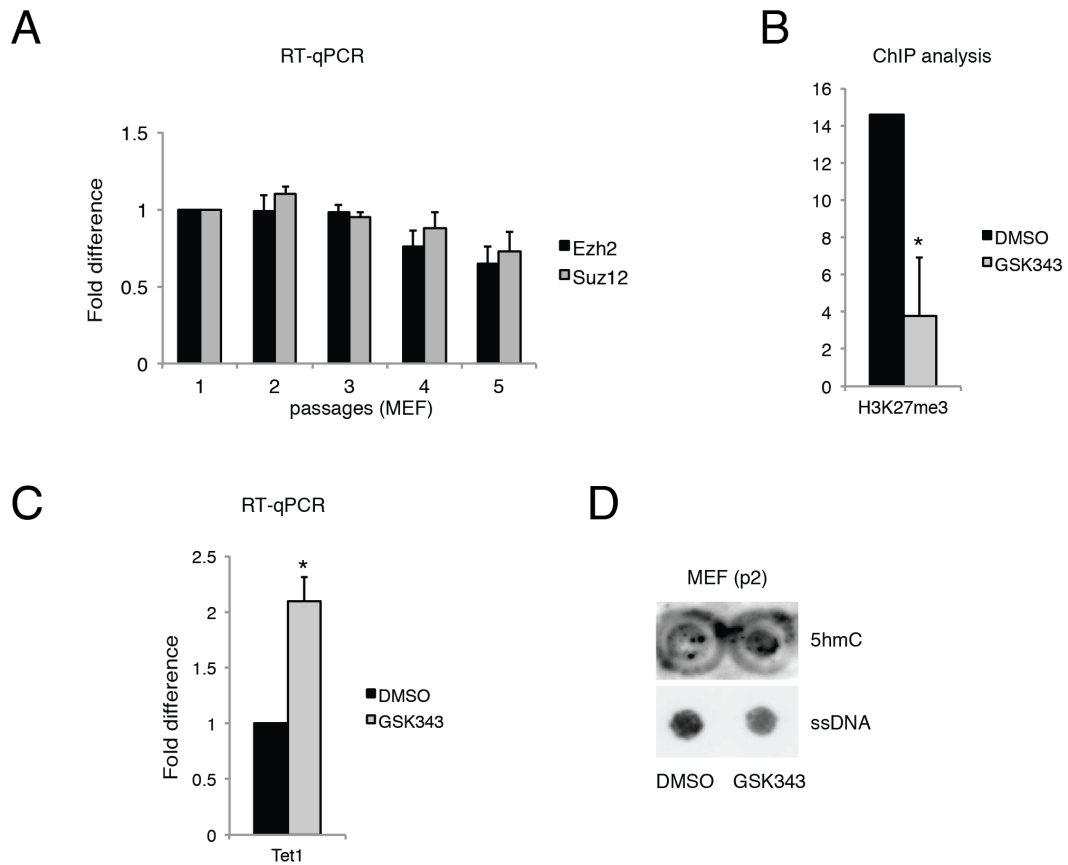 A
RT-qPCR
Fold difference
1.5
1
0.5
0
1 2 3 4 5
passages (MEF)
Ezh2
Suz12
B
ChIP analysis
16
14
12
10
8
6
4
2
0
*
H3K27me3
DMSO
GSK343
C
RT-qPCR
Fold difference
2.5
2
1.5
1
0.5
0
*
Tet1
DMSO
GSK343
D
MEF (p2)
5hmC
ssDNA
DMSO GSK343